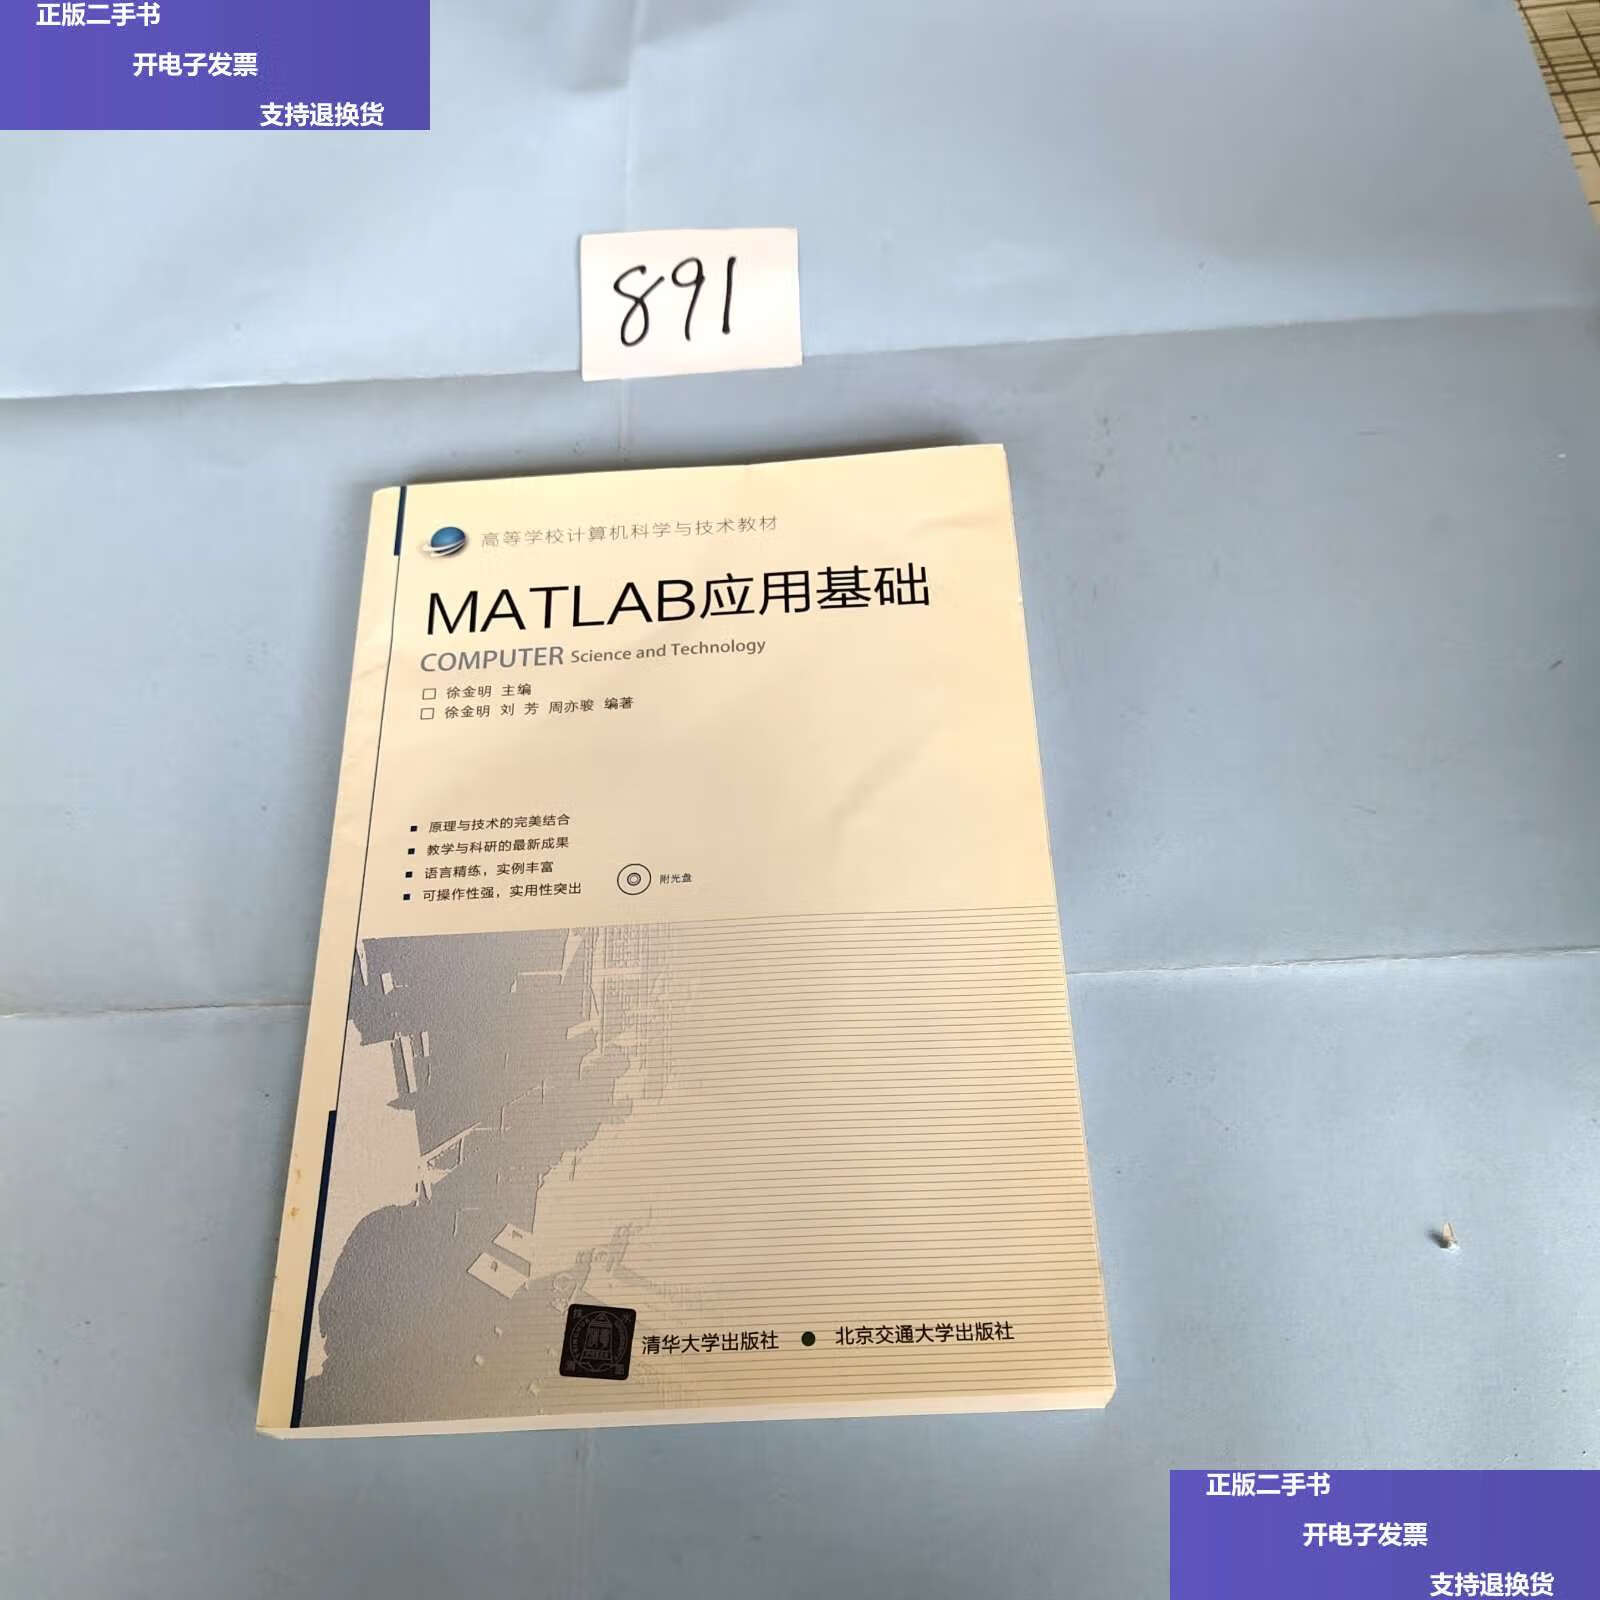 正版二手书
开电子发票
支持退换货
891
高等学校计算机科学与技术教材
MATLAB应用基础
COMPUTER Science and Technology
□ 徐金明 主编
□ 徐金明 刘 芳 周亦骏 编著
■ 原理与技术的完美结合
■ 教学与科研的最新成果
■ 语言精练，实例丰富
■ 可操作性强，实用性突出
附光盘
清华大学出版社 ● 北京交通大学出版社
正版二手书
开电子发票
支持退换货